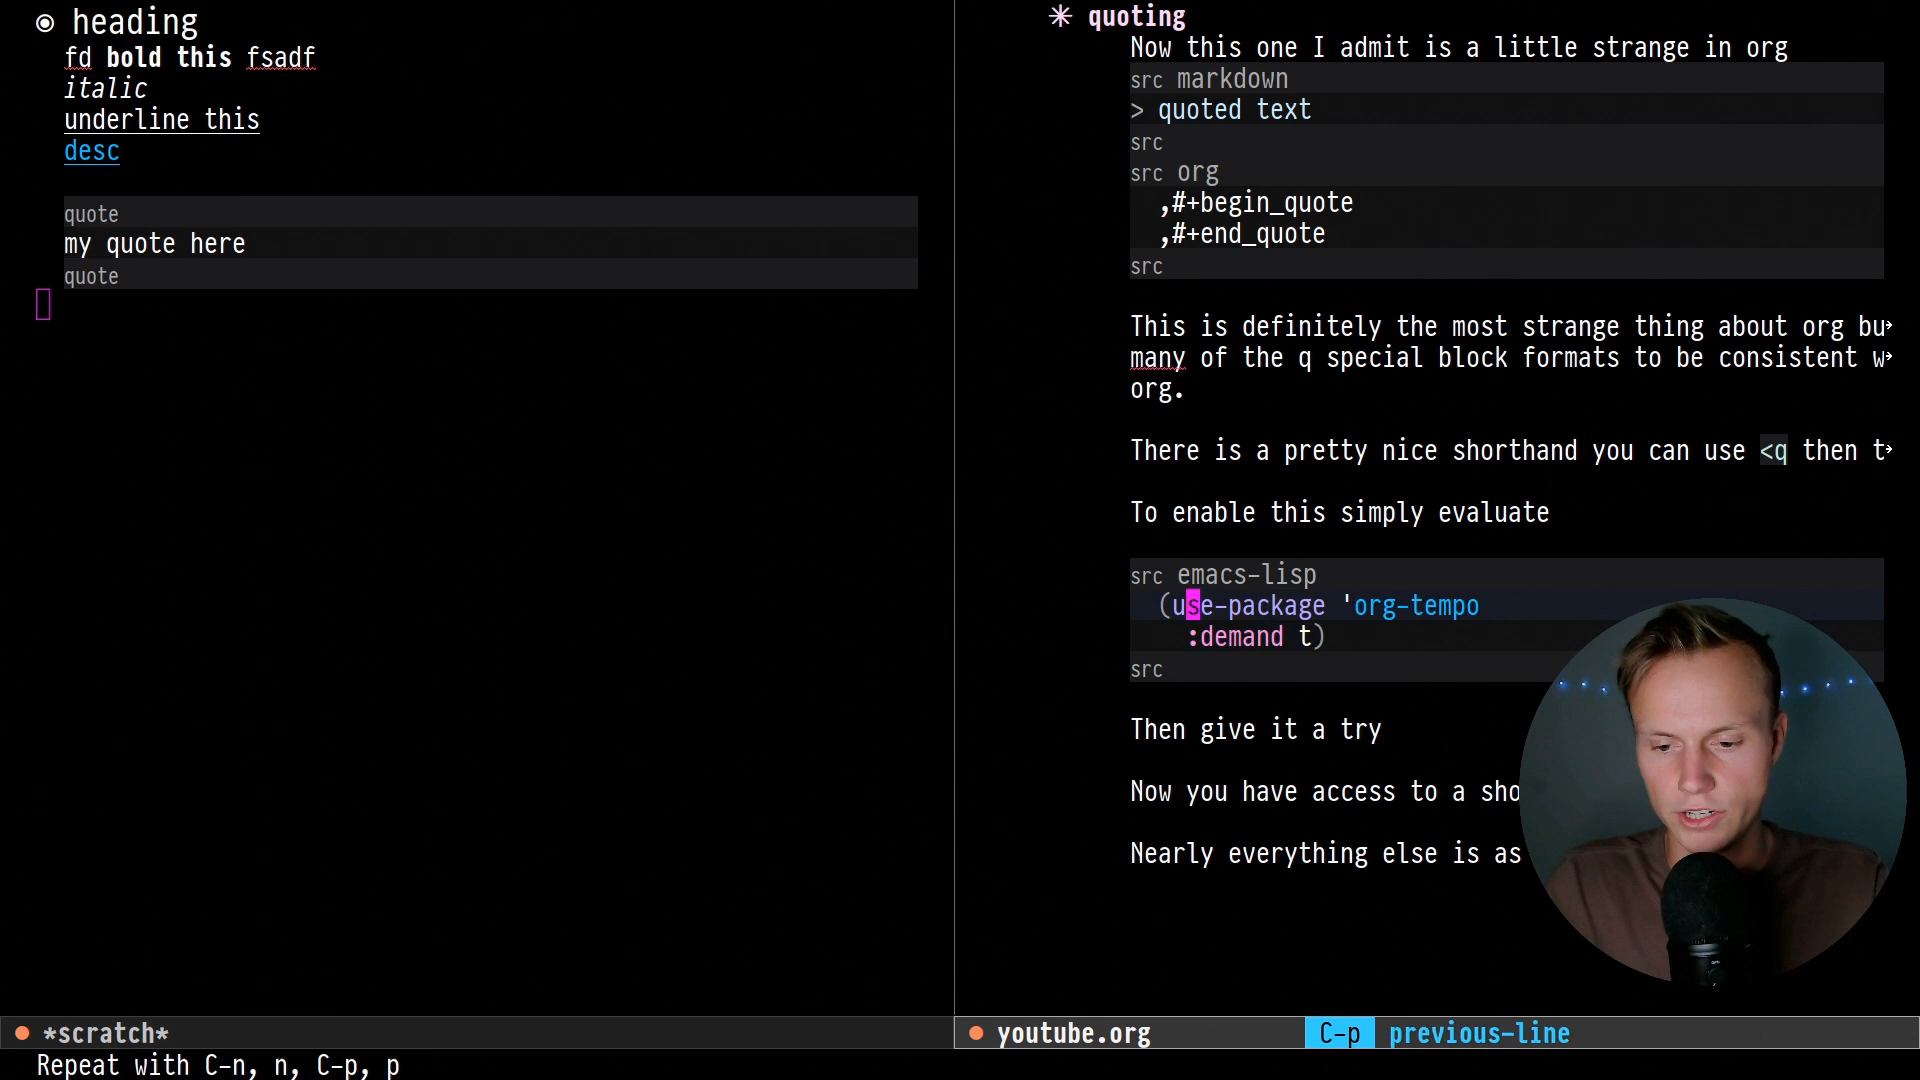 ◉ heading
fd bold this fsadf
italic
underline this
desc
quote
my quote here
quote
✳ quoting
Now this one I admit is a little strange in org
src markdown
> quoted text
src
src org
,#+begin_quote
,#+end_quote
src
This is definitely the most strange thing about org bu
many of the q special block formats to be consistent w
org.
There is a pretty nice shorthand you can use <q then t
To enable this simply evaluate
src emacs-lisp
(use-package 'org-tempo
:demand t)
src
Then give it a try
Now you have access to a sho
Nearly everything else is as
*scratch*
youtube.org C-p previous-line
Repeat with C-n, n, C-p, p